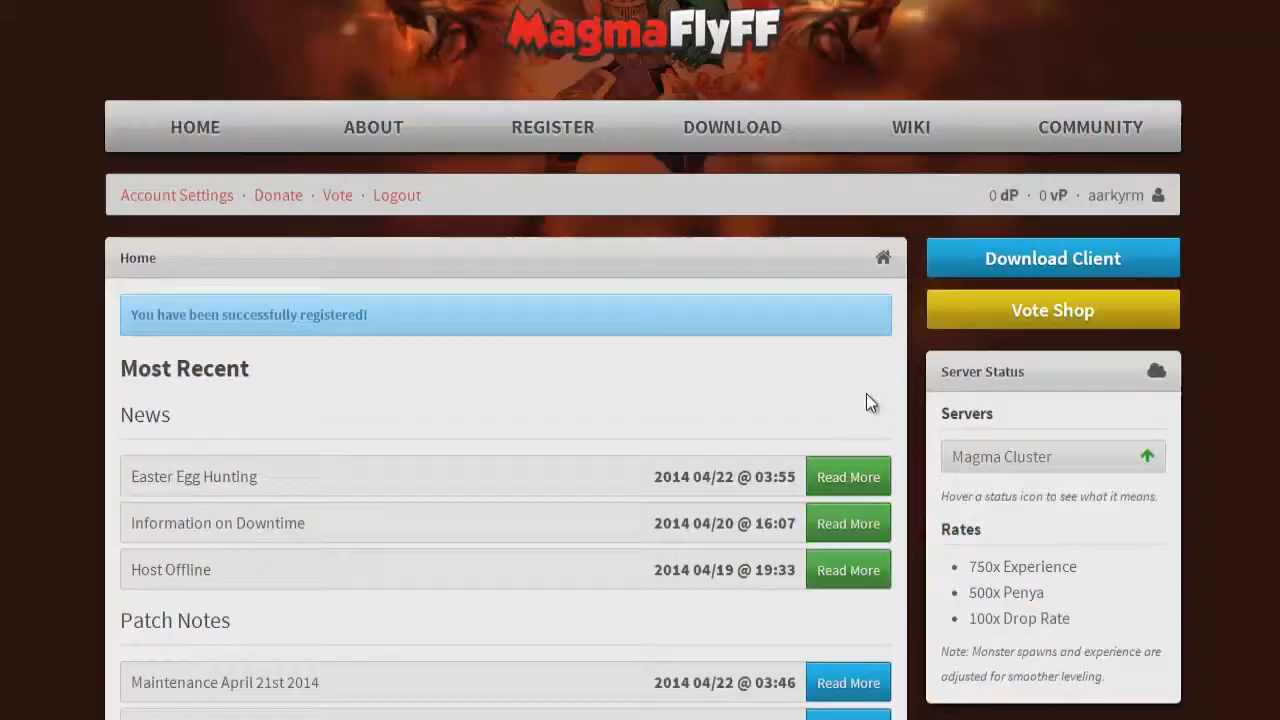 MagmaFlyFF
HOME ABOUT REGISTER DOWNLOAD WIKI COMMUNITY
Account Settings · Donate · Vote · Logout 0 dP · 0 vP · aarkyrm
Home
You have been successfully registered!
Most Recent
News
Easter Egg Hunting 2014 04/22 @ 03:55 Read More
Information on Downtime 2014 04/20 @ 16:07 Read More
Host Offline 2014 04/19 @ 19:33 Read More
Patch Notes
Maintenance April 21st 2014 2014 04/22 @ 03:46 Read More
Download Client
Vote Shop
Server Status
Servers
Magma Cluster
Hover a status icon to see what it means.
Rates
• 750x Experience
• 500x Penya
• 100x Drop Rate
Note: Monster spawns and experience are
adjusted for smoother leveling.